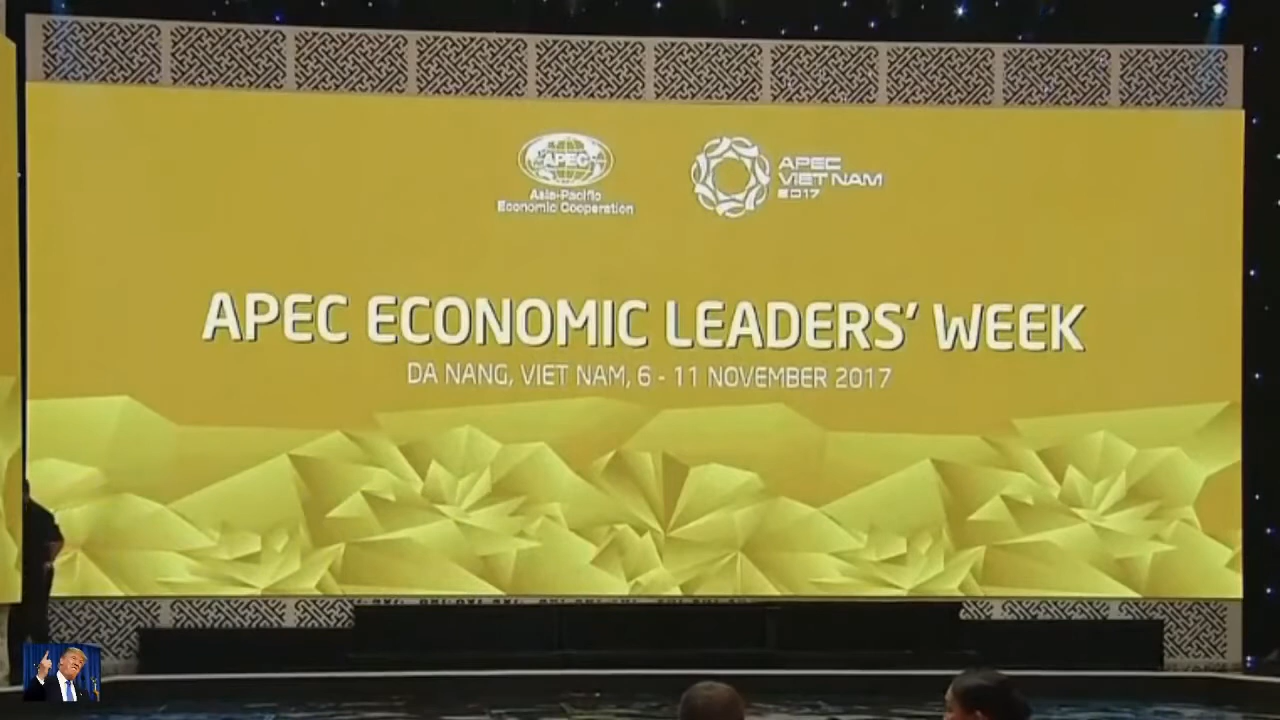 APEC
Asia-Pacific
Economic Cooperation
APEC
VIET NAM
2017
APEC ECONOMIC LEADERS' WEEK
DA NANG, VIET NAM, 6 - 11 NOVEMBER 2017